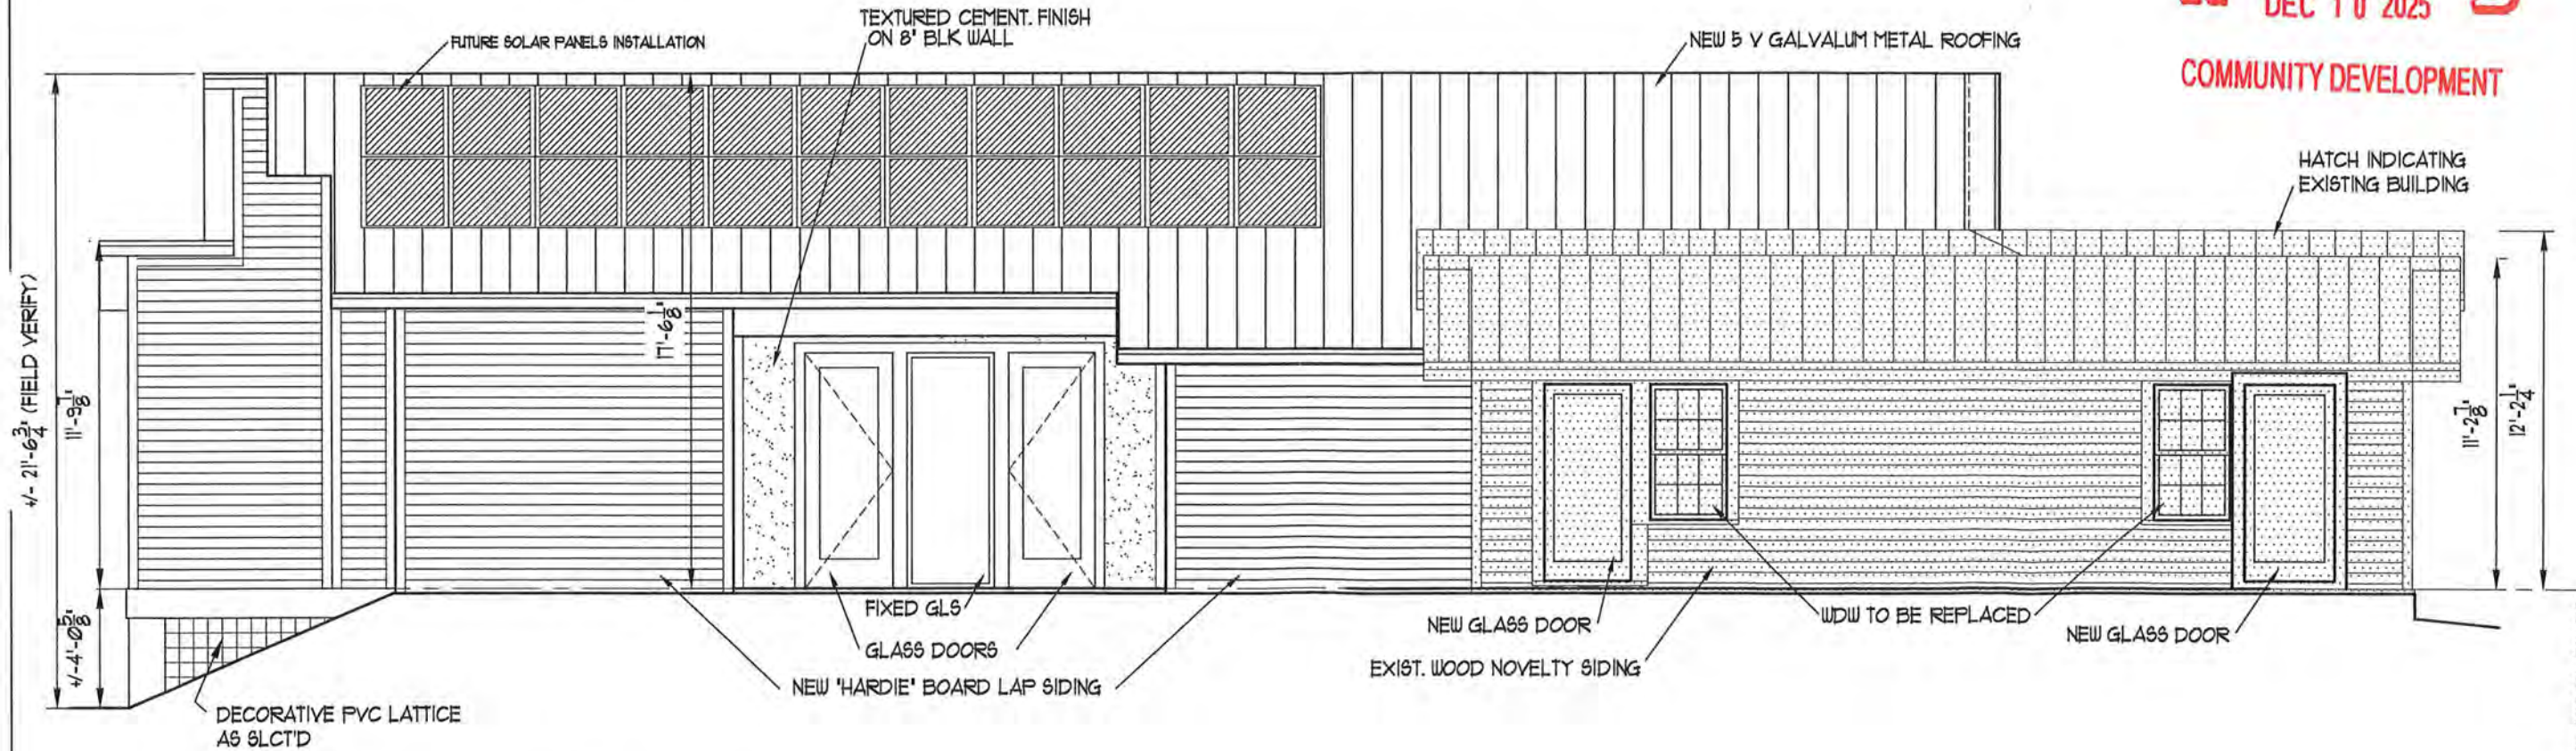 DEC 10 2025
COMMUNITY DEVELOPMENT
TEXTURED CEMENT. FINISH
ON 8" BLK WALL
FUTURE SOLAR PANELS INSTALLATION
NEW 5 V GALVALUM METAL ROOFING
HATCH INDICATING
EXISTING BUILDING
+/- 21'-6 3/4" (FIELD VERIFY)
11'-9 1/8"
17'-6 1/8"
11'-2 7/8"
12'-2 1/4"
+/-4'-0 5/8"
FIXED GLS
GLASS DOORS
NEW "HARDIE" BOARD LAP SIDING
NEW GLASS DOOR
EXIST. WOOD NOVELTY SIDING
WDW TO BE REPLACED
NEW GLASS DOOR
DECORATIVE PVC LATTICE
AS SLCT'D